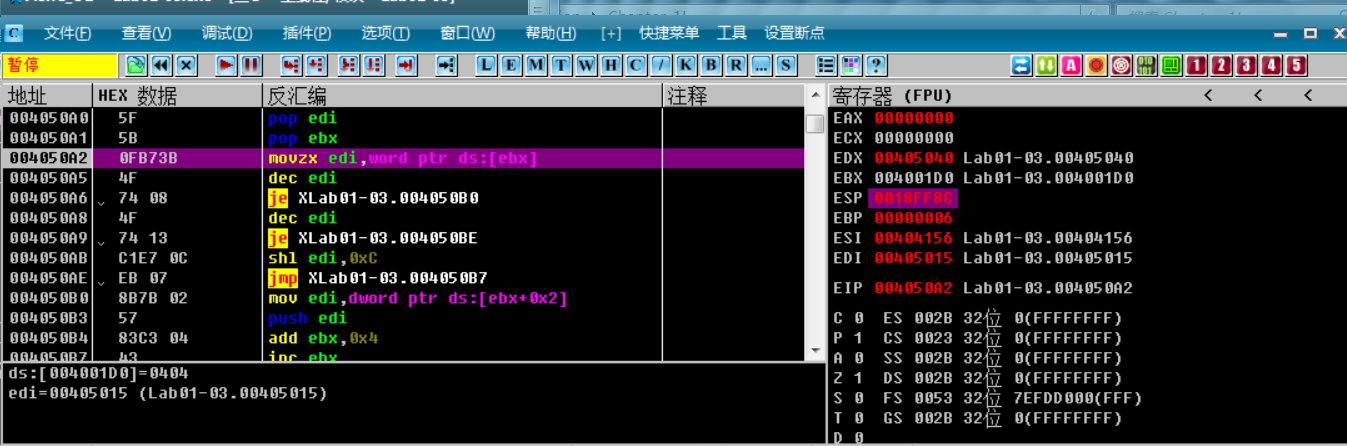 文件(F) 查看(V) 调试(D) 插件(P) 选项(T) 窗口(W) 帮助(H) [+] 快捷菜单 工具 设置断点
暂停 L E M T W H C / K B R ... S ? A 1 2 3 4 5
地址 HEX 数据 反汇编 注释
004050A0 5F pop edi
004050A1 5B pop ebx
004050A2 0FB73B movzx edi,word ptr ds:[ebx]
004050A5 4F dec edi
004050A6 74 08 je XLab01-03.004050B0
004050A8 4F dec edi
004050A9 74 13 je XLab01-03.004050BE
004050AB C1E7 0C shl edi,0xC
004050AE EB 07 jmp XLab01-03.004050B7
004050B0 8B7B 02 mov edi,dword ptr ds:[ebx+0x2]
004050B3 57 push edi
004050B4 83C3 04 add ebx,0x4
004050B7 43 inc ebx
ds:[004001D0]=0404
edi=00405015 (Lab01-03.00405015)
寄存器 (FPU) < < <
EAX 00000000
ECX 00000000
EDX 00405040 Lab01-03.00405040
EBX 004001D0 Lab01-03.004001D0
ESP 0018FF8C
EBP 00000006
ESI 00404156 Lab01-03.00404156
EDI 00405015 Lab01-03.00405015
EIP 004050A2 Lab01-03.004050A2
C 0 ES 002B 32位 0(FFFFFFFF)
P 1 CS 0023 32位 0(FFFFFFFF)
A 0 SS 002B 32位 0(FFFFFFFF)
Z 1 DS 002B 32位 0(FFFFFFFF)
S 0 FS 0053 32位 7EFDD000(FFF)
T 0 GS 002B 32位 0(FFFFFFFF)
D 0